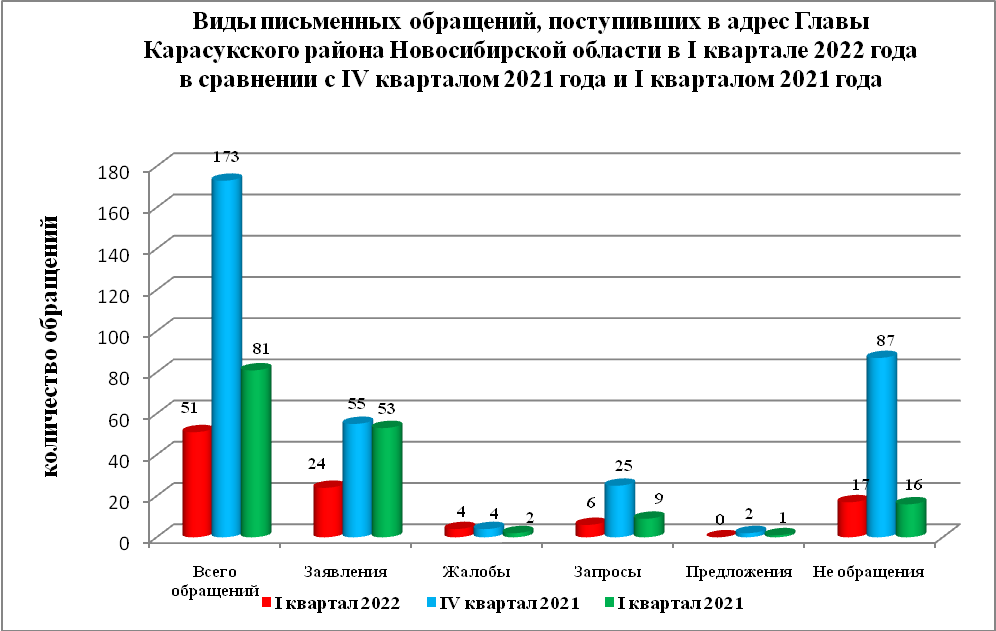 Виды письменных обращений, поступивших в адрес Главы
Карасукского района Новосибирской области в I квартале 2022 года
в сравнении с IV кварталом 2021 года и I кварталом 2021 года
количество обращений
180
160
140
120
100
80
60
40
20
0
51 173 81
24 55 53
4 4 2
6 25 9
0 2 1
17 87 16
Всего обращений
Заявления
Жалобы
Запросы
Предложения
Не обращения
I квартал 2022
IV квартал 2021
I квартал 2021